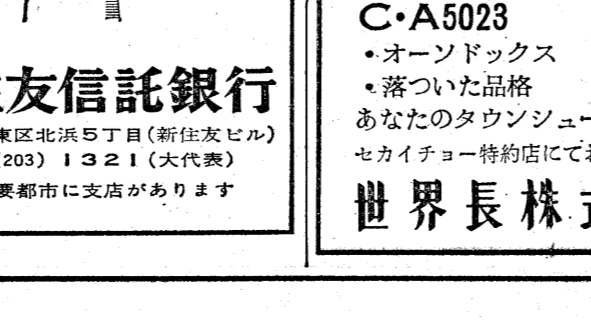 友信託銀行
東区北浜5丁目(新住友ビル)
(203) 1321(大代表)
要都市に支店があります
C・A5023
・オーソドックス
・落ついた品格
あなたのタウンシュー
セカイチョー特約店にて
世界長株式